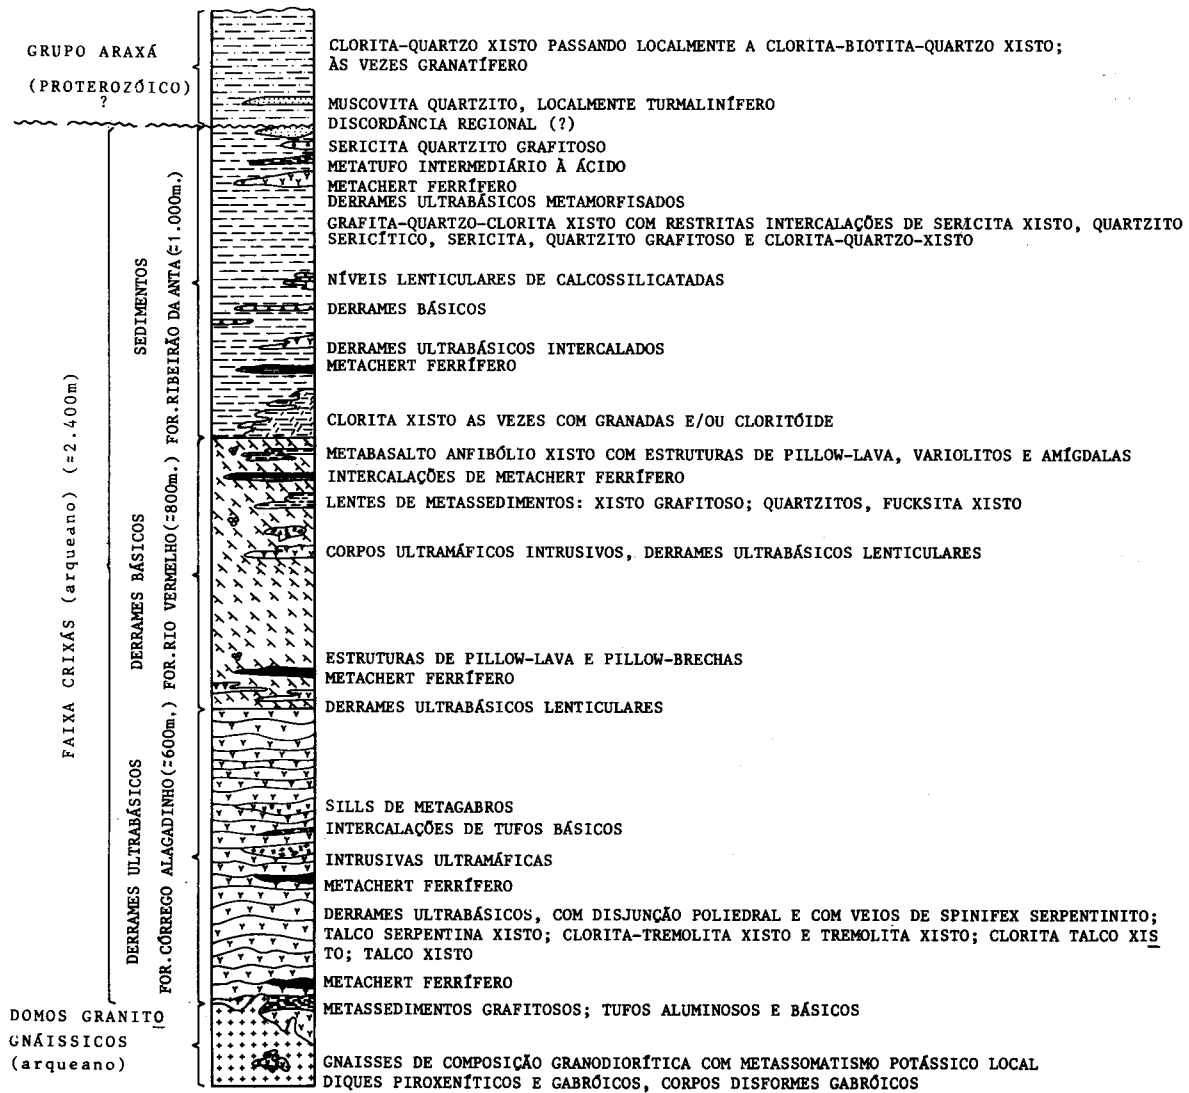 GRUPO ARAXÁ
(PROTEROZÓICO)
?
CLORITA-QUARTZO XISTO PASSANDO LOCALMENTE A CLORITA-BIOTITA-QUARTZO XISTO;
ÀS VEZES GRANATÍFERO
MUSCOVITA QUARTZITO, LOCALMENTE TURMALINÍFERO
DISCORDÂNCIA REGIONAL (?)
SERICITA QUARTZITO GRAFITOSO
METATUFO INTERMEDIÁRIO À ÁCIDO
METACHERT FERRÍFERO
DERRAMES ULTRABÁSICOS METAMORFISADOS
GRAFITA-QUARTZO-CLORITA XISTO COM RESTRITAS INTERCALAÇÕES DE SERICITA XISTO, QUARTZITO
SERICÍTICO, SERICITA, QUARTZITO GRAFITOSO E CLORITA-QUARTZO-XISTO
NÍVEIS LENTICULARES DE CALCOSSILICATADAS
DERRAMES BÁSICOS
DERRAMES ULTRABÁSICOS INTERCALADOS
METACHERT FERRÍFERO
CLORITA XISTO AS VEZES COM GRANADAS E/OU CLORITÓIDE
METABASALTO ANFIBÓLIO XISTO COM ESTRUTURAS DE PILLOW-LAVA, VARIOLITOS E AMÍGDALAS
INTERCALAÇÕES DE METACHERT FERRÍFERO
LENTES DE METASSEDIMENTOS: XISTO GRAFITOSO; QUARTZITOS, FUCKSITA XISTO
CORPOS ULTRAMÁFICOS INTRUSIVOS, DERRAMES ULTRABÁSICOS LENTICULARES
ESTRUTURAS DE PILLOW-LAVA E PILLOW-BRECHAS
METACHERT FERRÍFERO
DERRAMES ULTRABÁSICOS LENTICULARES
SILLS DE METAGABROS
INTERCALAÇÕES DE TUFOS BÁSICOS
INTRUSIVAS ULTRAMÁFICAS
METACHERT FERRÍFERO
DERRAMES ULTRABÁSICOS, COM DISJUNÇÃO POLIEDRAL E COM VEIOS DE SPINIFEX SERPENTINITO;
TALCO SERPENTINA XISTO; CLORITA-TREMOLITA XISTO E TREMOLITA XISTO; CLORITA TALCO XIS
TO; TALCO XISTO
METACHERT FERRÍFERO
METASSEDIMENTOS GRAFITOSOS; TUFOS ALUMINOSOS E BÁSICOS
GNAISSES DE COMPOSIÇÃO GRANODIORÍTICA COM METASSOMATISMO POTÁSSICO LOCAL
DIQUES PIROXENÍTICOS E GABRÓICOS, CORPOS DISFORMES GABRÓICOS
FAIXA CRIXÁS (arqueano) (≈2.400m)
SEDIMENTOS
DERRAMES BÁSICOS
DERRAMES ULTRABÁSICOS
FOR.RIBEIRÃO DA ANTA(≈1.000m.)
FOR.RIO VERMELHO(≈800m.)
FOR.CÓRREGO ALAGADINHO(≈600m.)
DOMOS GRANITO
GNÁISSICOS
(arqueano)